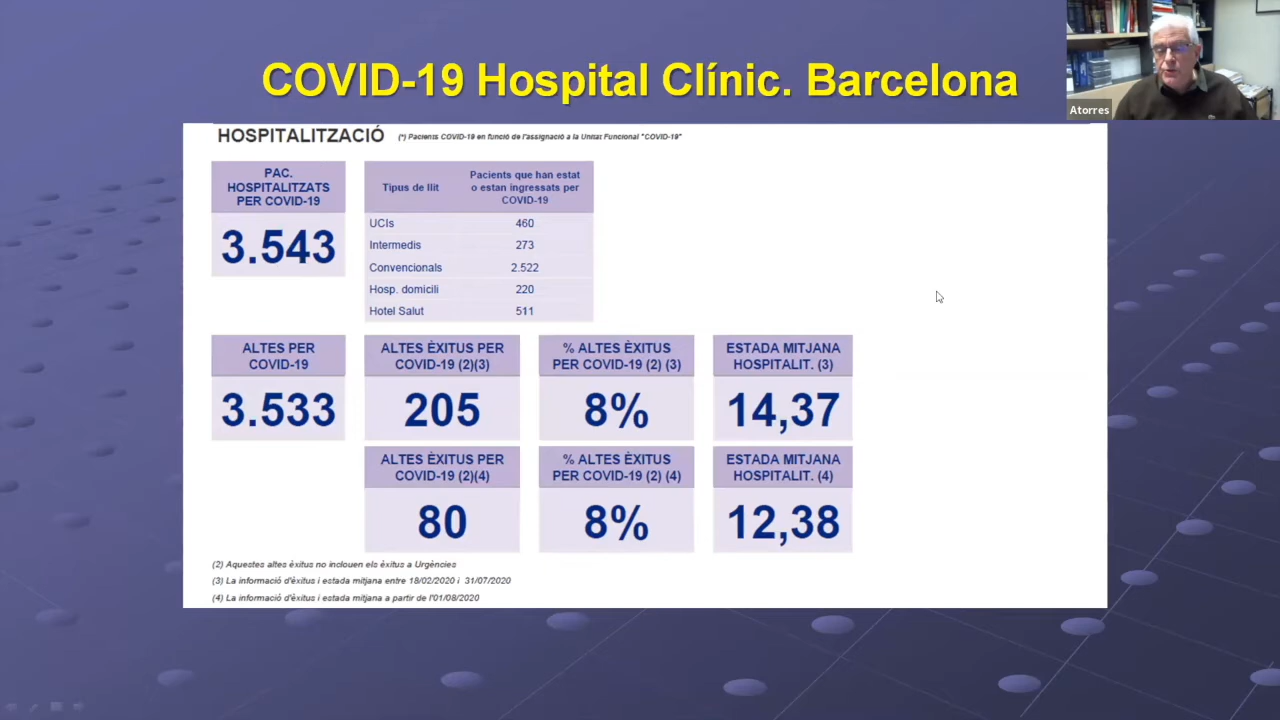 COVID-19 Hospital Clínic. Barcelona
Atorres
HOSPITALITZACIÓ (*) Pacients COVID-19 en funció de l'assignació a la Unitat Funcional "COVID-19"
PAC.
HOSPITALITZATS
PER COVID-19
3.543
Tipus de llit
Pacients que han estat
o estan ingressats per
COVID-19
UCIs 460
Intermedis 273
Convencionals 2.522
Hosp. domicili 220
Hotel Salut 511
ALTES PER
COVID-19
3.533
ALTES ÈXITUS PER
COVID-19 (2)(3)
205
% ALTES ÈXITUS
PER COVID-19 (2) (3)
8%
ESTADA MITJANA
HOSPITALIT. (3)
14,37
ALTES ÈXITUS PER
COVID-19 (2)(4)
80
% ALTES ÈXITUS
PER COVID-19 (2) (4)
8%
ESTADA MITJANA
HOSPITALIT. (4)
12,38
(2) Aquestes altes èxitus no inclouen els èxitus a Urgències
(3) La informació d'èxitus i estada mitjana entre 18/02/2020 i 31/07/2020
(4) La informació d'èxitus i estada mitjana a partir de l'01/08/2020